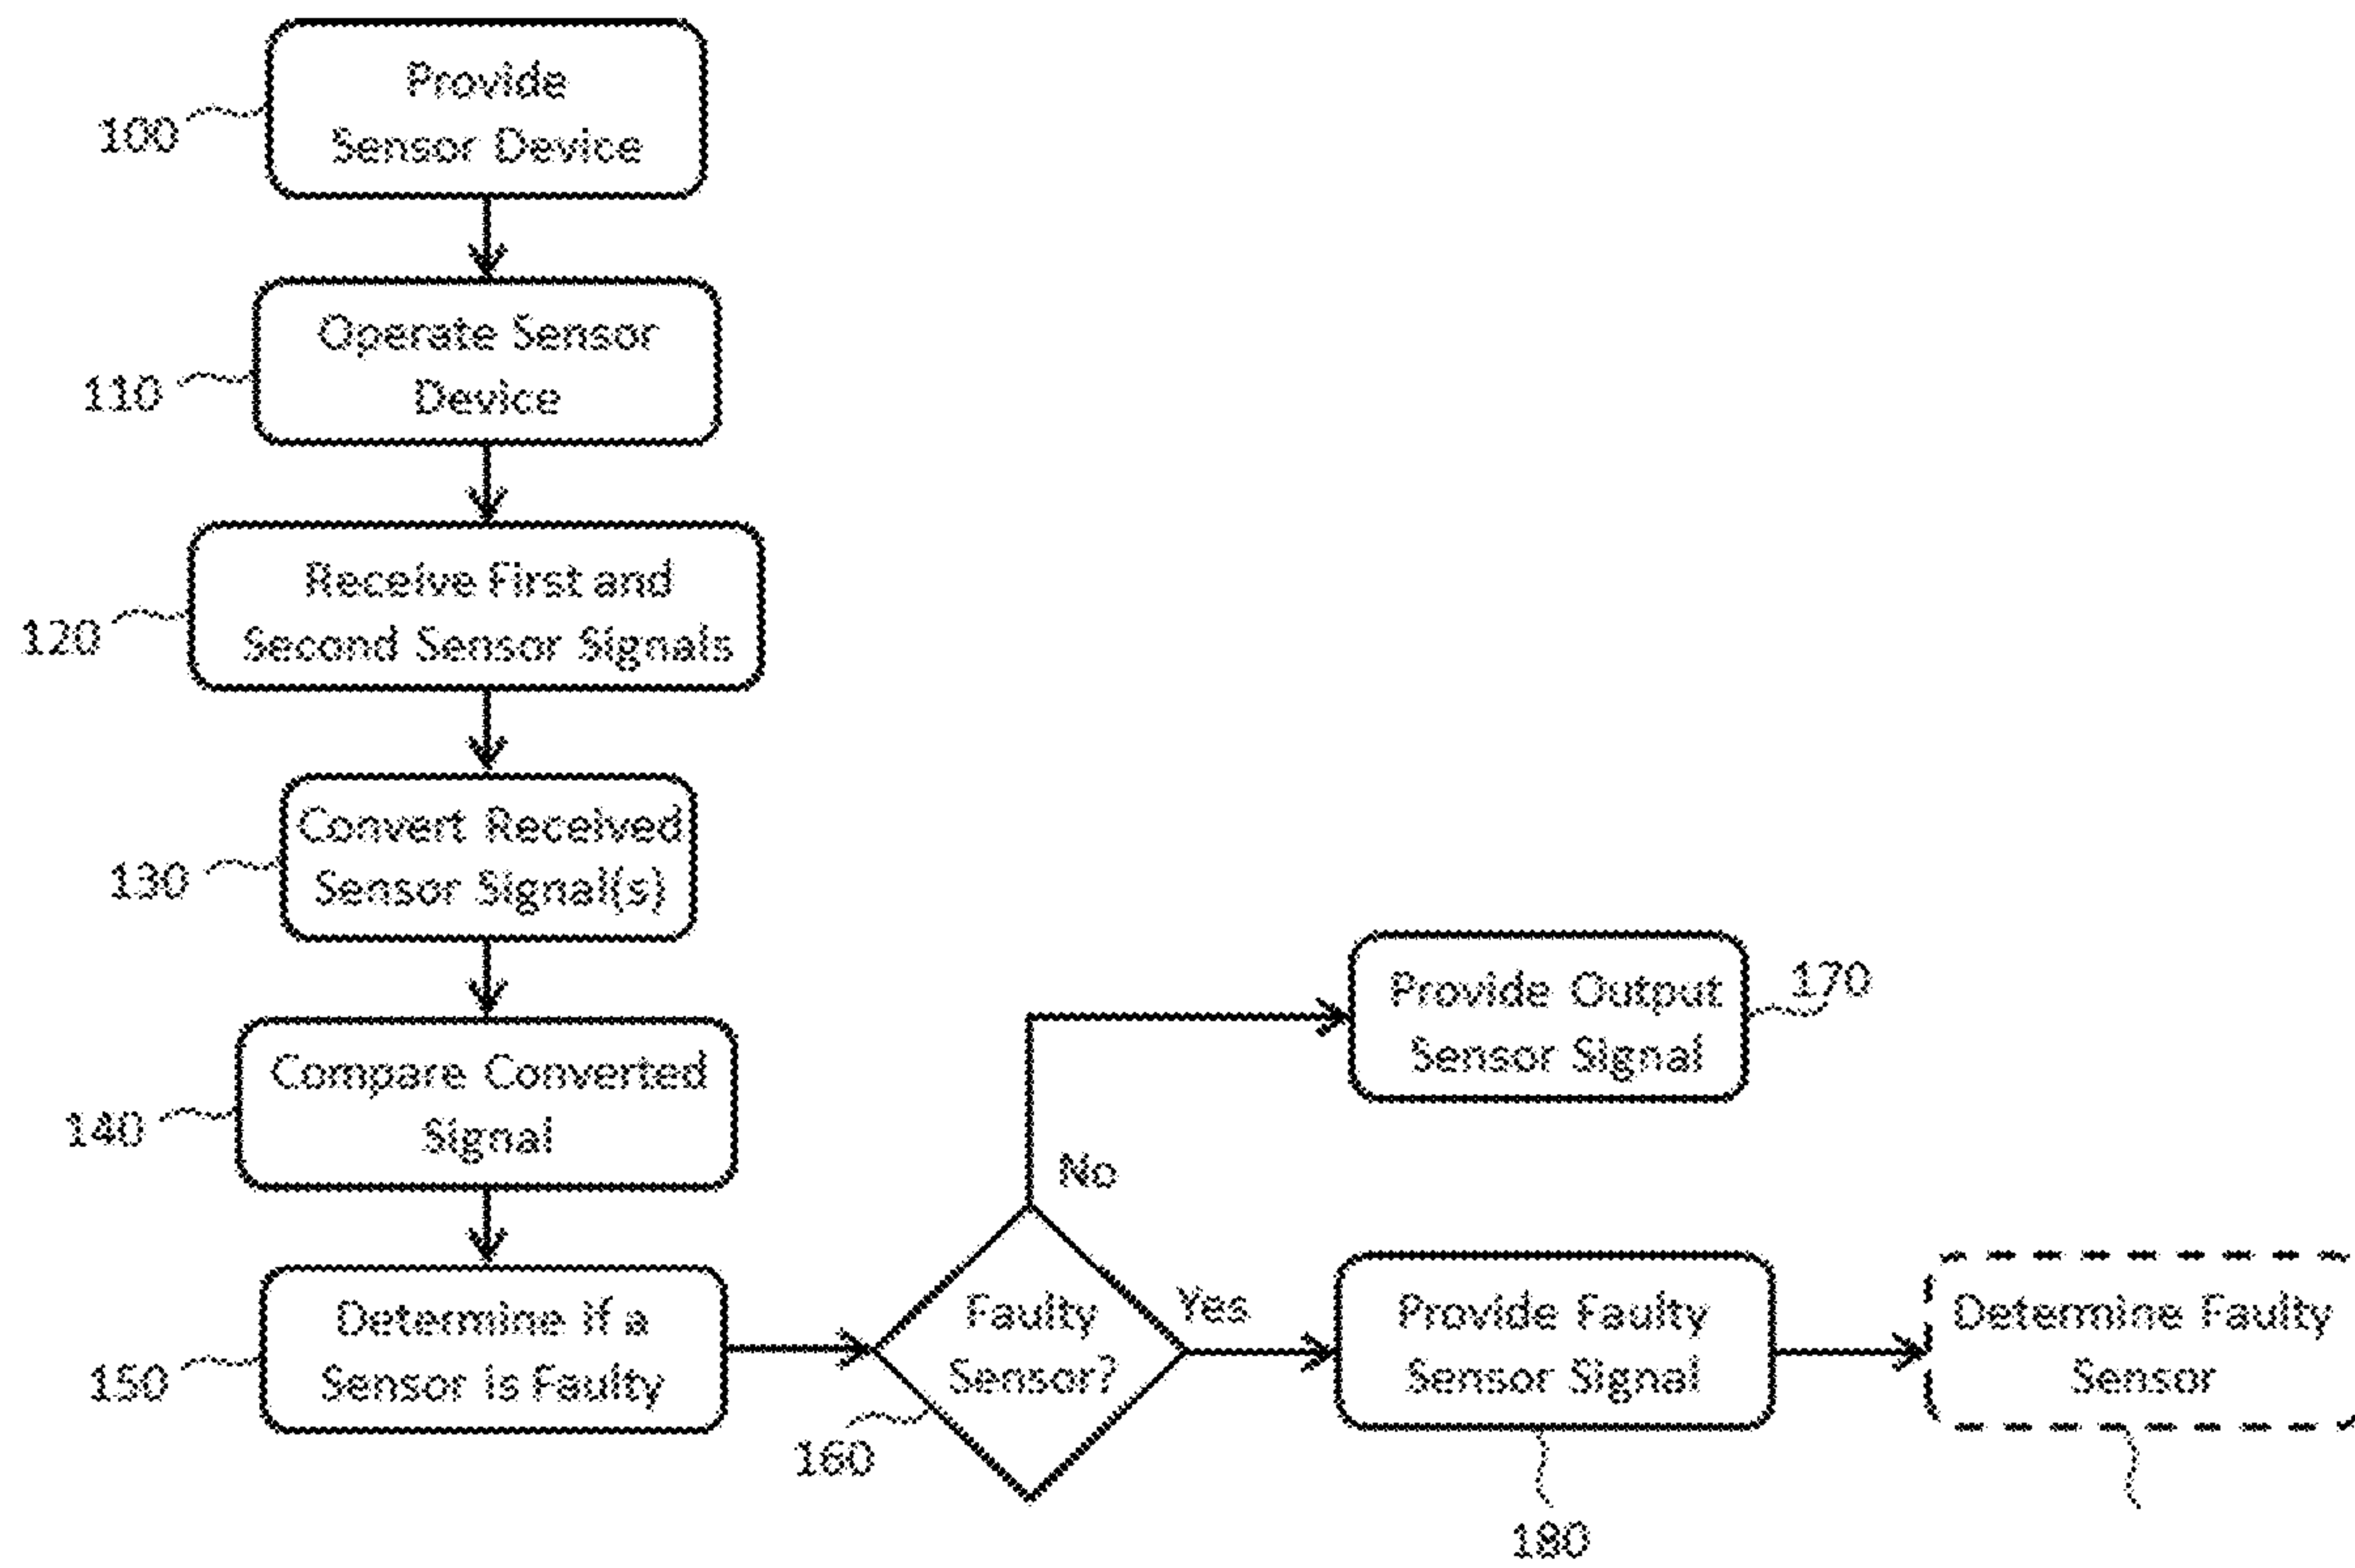 Provide
Sensor Device
100
Operate Sensor
Device
110
Receive First and
Second Sensor Signals
120
Convert Received
Sensor Signal(s)
130
Compare Converted
Signal
140
Determine if a
Sensor is Faulty
150
Faulty
Sensor?
160
No
Provide Output
Sensor Signal
170
Yes
Provide Faulty
Sensor Signal
180
Determine Faulty
Sensor